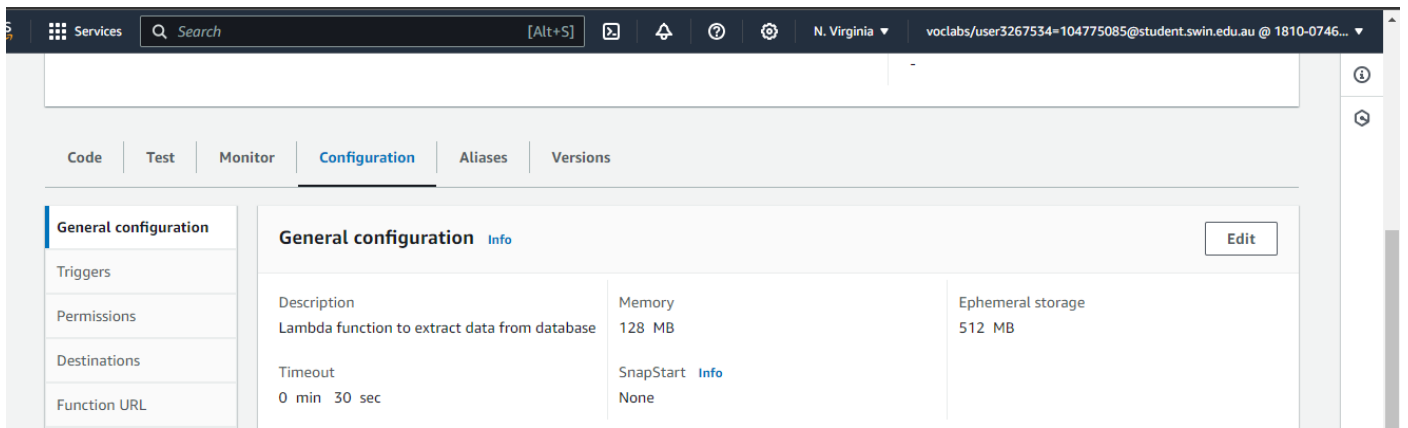 Services
Search
[Alt+S]
N. Virginia
voclabs/user3267534=104775085@student.swin.edu.au @ 1810-0746...
-
Code
Test
Monitor
Configuration
Aliases
Versions
General configuration
Triggers
Permissions
Destinations
Function URL
General configuration Info
Edit
Description
Lambda function to extract data from database
Memory
128 MB
Ephemeral storage
512 MB
Timeout
0 min 30 sec
SnapStart Info
None